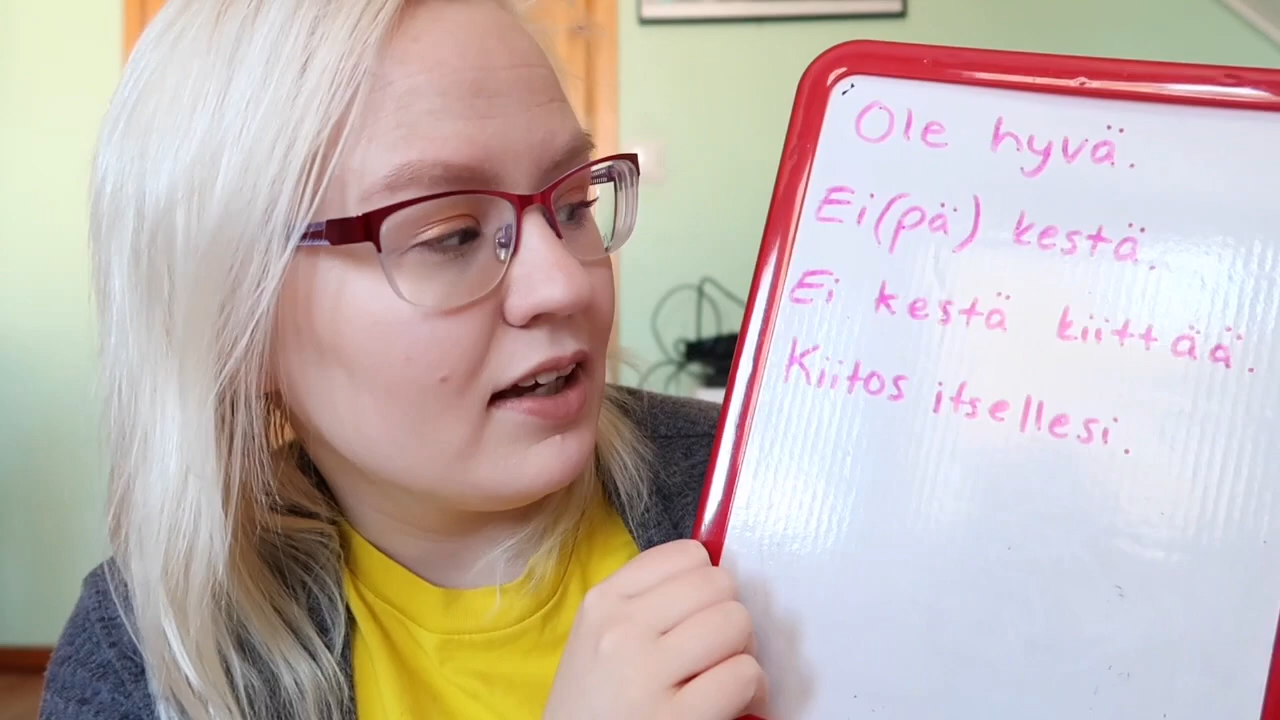 Ole hyvä.
Ei(pä) kestä.
Ei kestä kiittää.
Kiitos itsellesi.